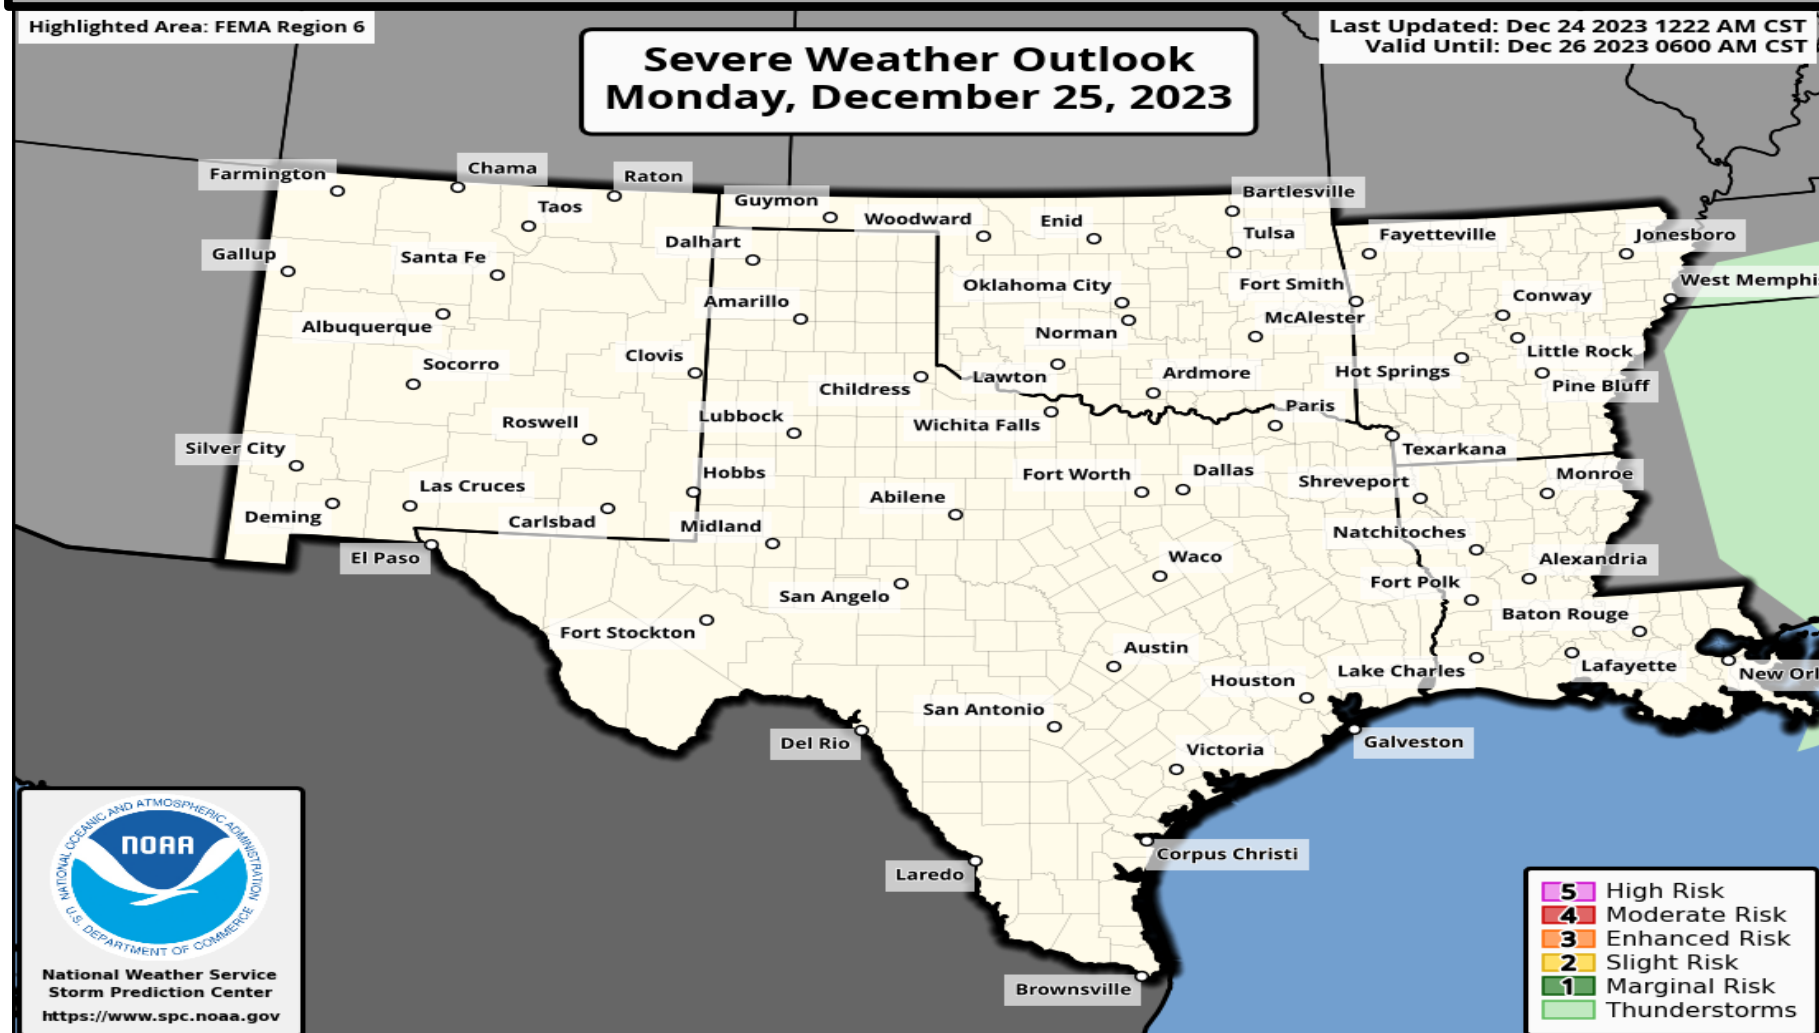 Highlighted Area: FEMA Region 6
Severe Weather Outlook
Monday, December 25, 2023
Last Updated: Dec 24 2023 1222 AM CST
Valid Until: Dec 26 2023 0600 AM CST
Farmington
Chama
Raton
Taos
Guymon
Woodward
Enid
Bartlesville
Gallup
Santa Fe
Dalhart
Tulsa
Fayetteville
Jonesboro
Albuquerque
Amarillo
Oklahoma City
Fort Smith
Conway
West Memphi
Norman
McAlester
Socorro
Clovis
Childress
Lawton
Ardmore
Hot Springs
Little Rock
Pine Bluff
Roswell
Lubbock
Wichita Falls
Paris
Texarkana
Silver City
Las Cruces
Hobbs
Abilene
Fort Worth
Dallas
Shreveport
Monroe
Deming
Carlsbad
Midland
Natchitoches
El Paso
San Angelo
Waco
Fort Polk
Alexandria
Fort Stockton
Austin
Baton Rouge
Houston
Lake Charles
Lafayette
New Orl
San Antonio
Del Rio
Victoria
Galveston
Laredo
Corpus Christi
Brownsville
NATIONAL OCEANIC AND ATMOSPHERIC ADMINISTRATION
NOAA
U.S. DEPARTMENT OF COMMERCE
National Weather Service
Storm Prediction Center
https://www.spc.noaa.gov
5 High Risk
4 Moderate Risk
3 Enhanced Risk
2 Slight Risk
1 Marginal Risk
Thunderstorms